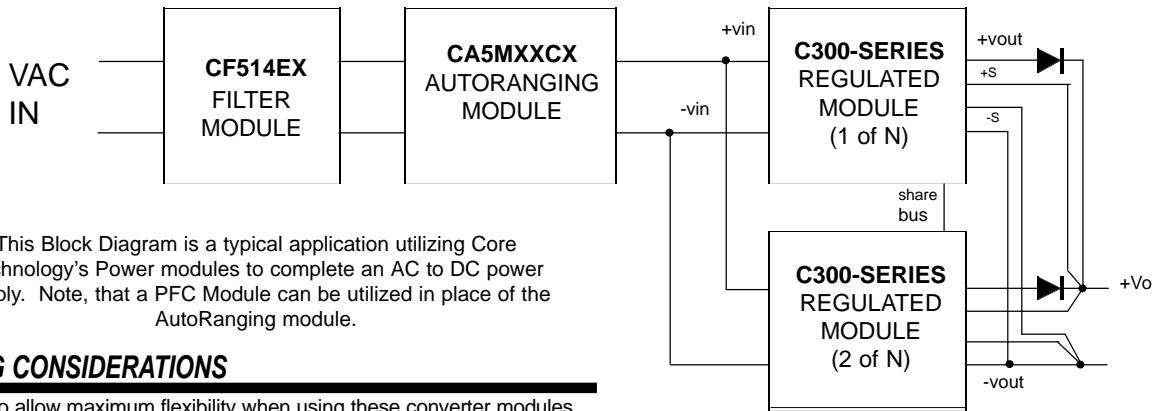 VAC
IN
CF514EX
FILTER
MODULE
CA5MXXCX
AUTORANGING
MODULE
+vin
-vin
C300-SERIES
REGULATED
MODULE
(1 of N)
+vout
+S
-S
share
bus
C300-SERIES
REGULATED
MODULE
(2 of N)
+Vo
-vout
This Block Diagram is a typical application utilizing Core
chnology's Power modules to complete an AC to DC power
ply. Note, that a PFC Module can be utilized in place of the
AutoRanging module.
G CONSIDERATIONS
o allow maximum flexibility when using these converter modules